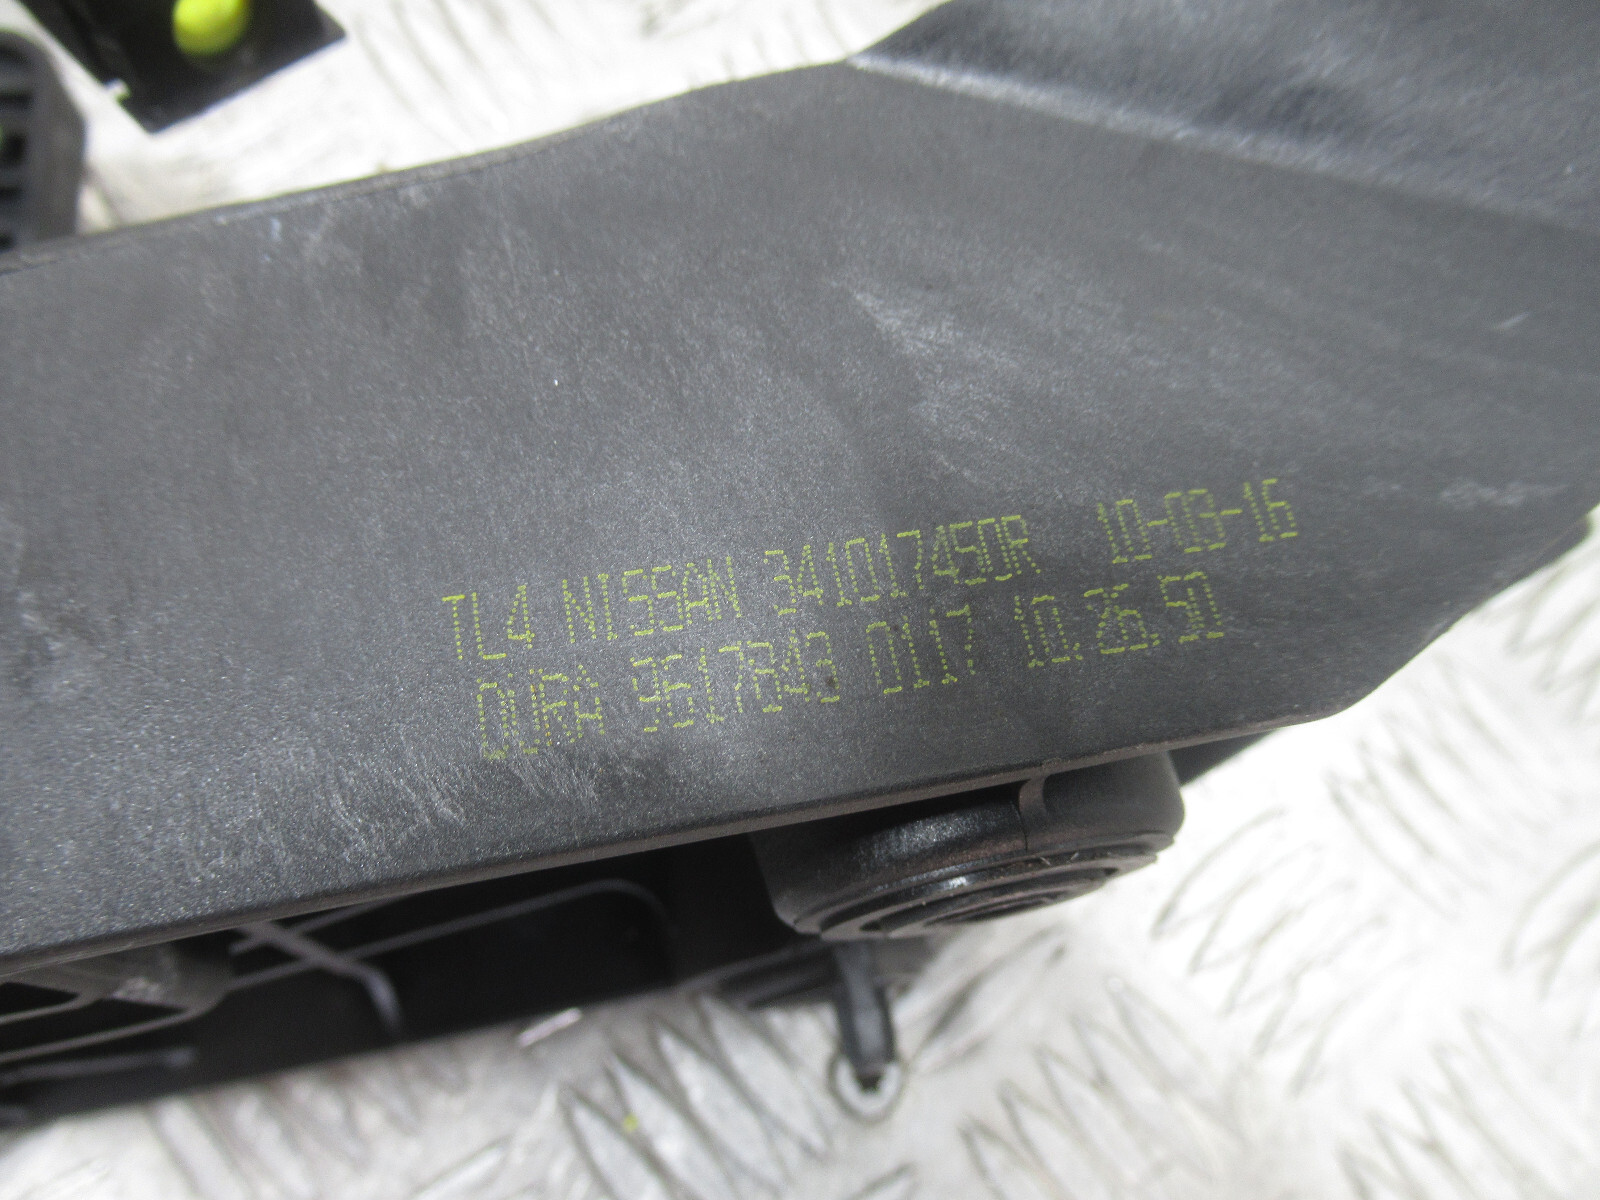 TL4 NISSAN 341017450R 10-03-16
DURA 9617843 0117 10.26.50